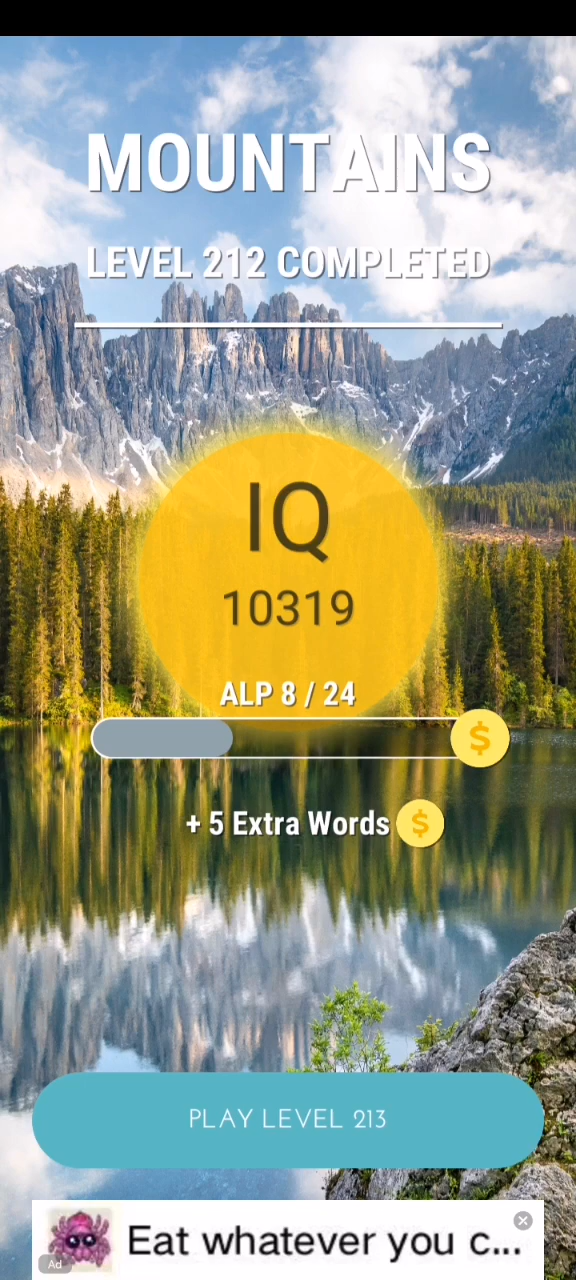 MOUNTAINS
LEVEL 212 COMPLETED
IQ
10319
ALP 8 / 24
$
+ 5 Extra Words $
PLAY LEVEL 213
Eat whatever you c...
Ad